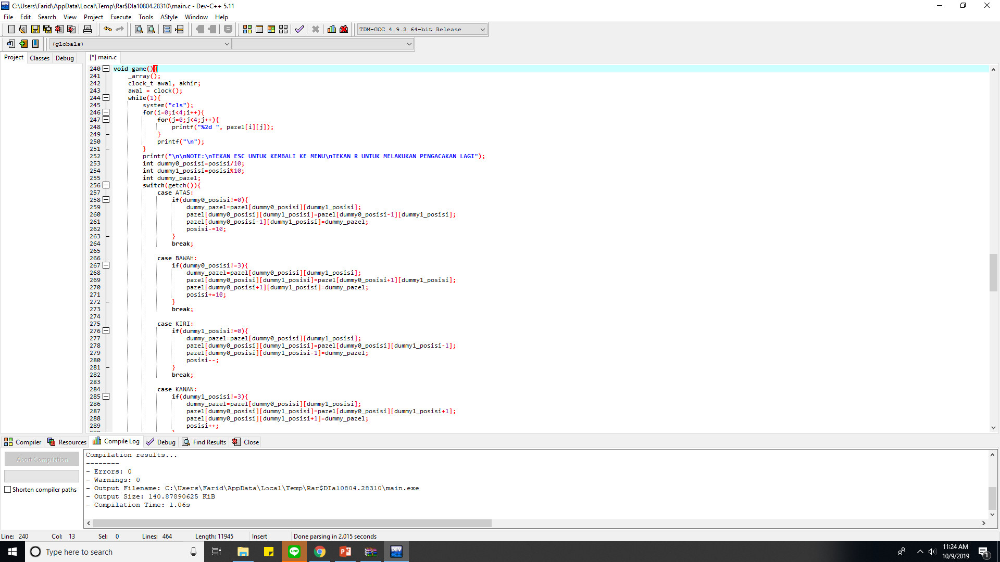 C:\Users\Farid\AppData\Local\Temp\Rar$DIa10804.28310\main.c - Dev-C++ 5.11
File Edit Search View Project Execute Tools AStyle Window Help
TDM-GCC 4.9.2 64-bit Release
(globals)
Project Classes Debug [*] main.c
240 void game(){
241 _array();
242 clock_t awal, akhir;
243 awal = clock();
244 while(1){
245 system("cls");
246 for(i=0;i<4;i++){
247 for(j=0;j<4;j++){
248 printf("%2d ", pazel[i][j]);
249 }
250 printf("\n");
251 }
252 printf("\n\nNOTE:\nTEKAN ESC UNTUK KEMBALI KE MENU\nTEKAN R UNTUK MELAKUKAN PENGACAKAN LAGI");
253 int dummy0_posisi=posisi/10;
254 int dummy1_posisi=posisi%10;
255 int dummy_pazel;
256 switch(getch()){
257 case ATAS:
258 if(dummy0_posisi!=0){
259 dummy_pazel=pazel[dummy0_posisi][dummy1_posisi];
260 pazel[dummy0_posisi][dummy1_posisi]=pazel[dummy0_posisi-1][dummy1_posisi];
261 pazel[dummy0_posisi-1][dummy1_posisi]=dummy_pazel;
262 posisi-=10;
263 }
264 break;
265
266 case BAWAH:
267 if(dummy0_posisi!=3){
268 dummy_pazel=pazel[dummy0_posisi][dummy1_posisi];
269 pazel[dummy0_posisi][dummy1_posisi]=pazel[dummy0_posisi+1][dummy1_posisi];
270 pazel[dummy0_posisi+1][dummy1_posisi]=dummy_pazel;
271 posisi+=10;
272 }
273 break;
274
275 case KIRI:
276 if(dummy1_posisi!=0){
277 dummy_pazel=pazel[dummy0_posisi][dummy1_posisi];
278 pazel[dummy0_posisi][dummy1_posisi]=pazel[dummy0_posisi][dummy1_posisi-1];
279 pazel[dummy0_posisi][dummy1_posisi-1]=dummy_pazel;
280 posisi--;
281 }
282 break;
283
284 case KANAN:
285 if(dummy1_posisi!=3){
286 dummy_pazel=pazel[dummy0_posisi][dummy1_posisi];
287 pazel[dummy0_posisi][dummy1_posisi]=pazel[dummy0_posisi][dummy1_posisi+1];
288 pazel[dummy0_posisi][dummy1_posisi+1]=dummy_pazel;
289 posisi++;
Compiler Resources Compile Log Debug Find Results Close
Abort Compilation
Shorten compiler paths
Compilation results...
--------
- Errors: 0
- Warnings: 0
- Output Filename: C:\Users\Farid\AppData\Local\Temp\Rar$DIa10804.28310\main.exe
- Output Size: 140.87890625 KiB
- Compilation Time: 1.06s
Line: 240 Col: 13 Sel: 0 Lines: 464 Length: 11945 Insert Done parsing in 2.015 seconds
Type here to search
LINE
DEV
11:24 AM
10/9/2019
1